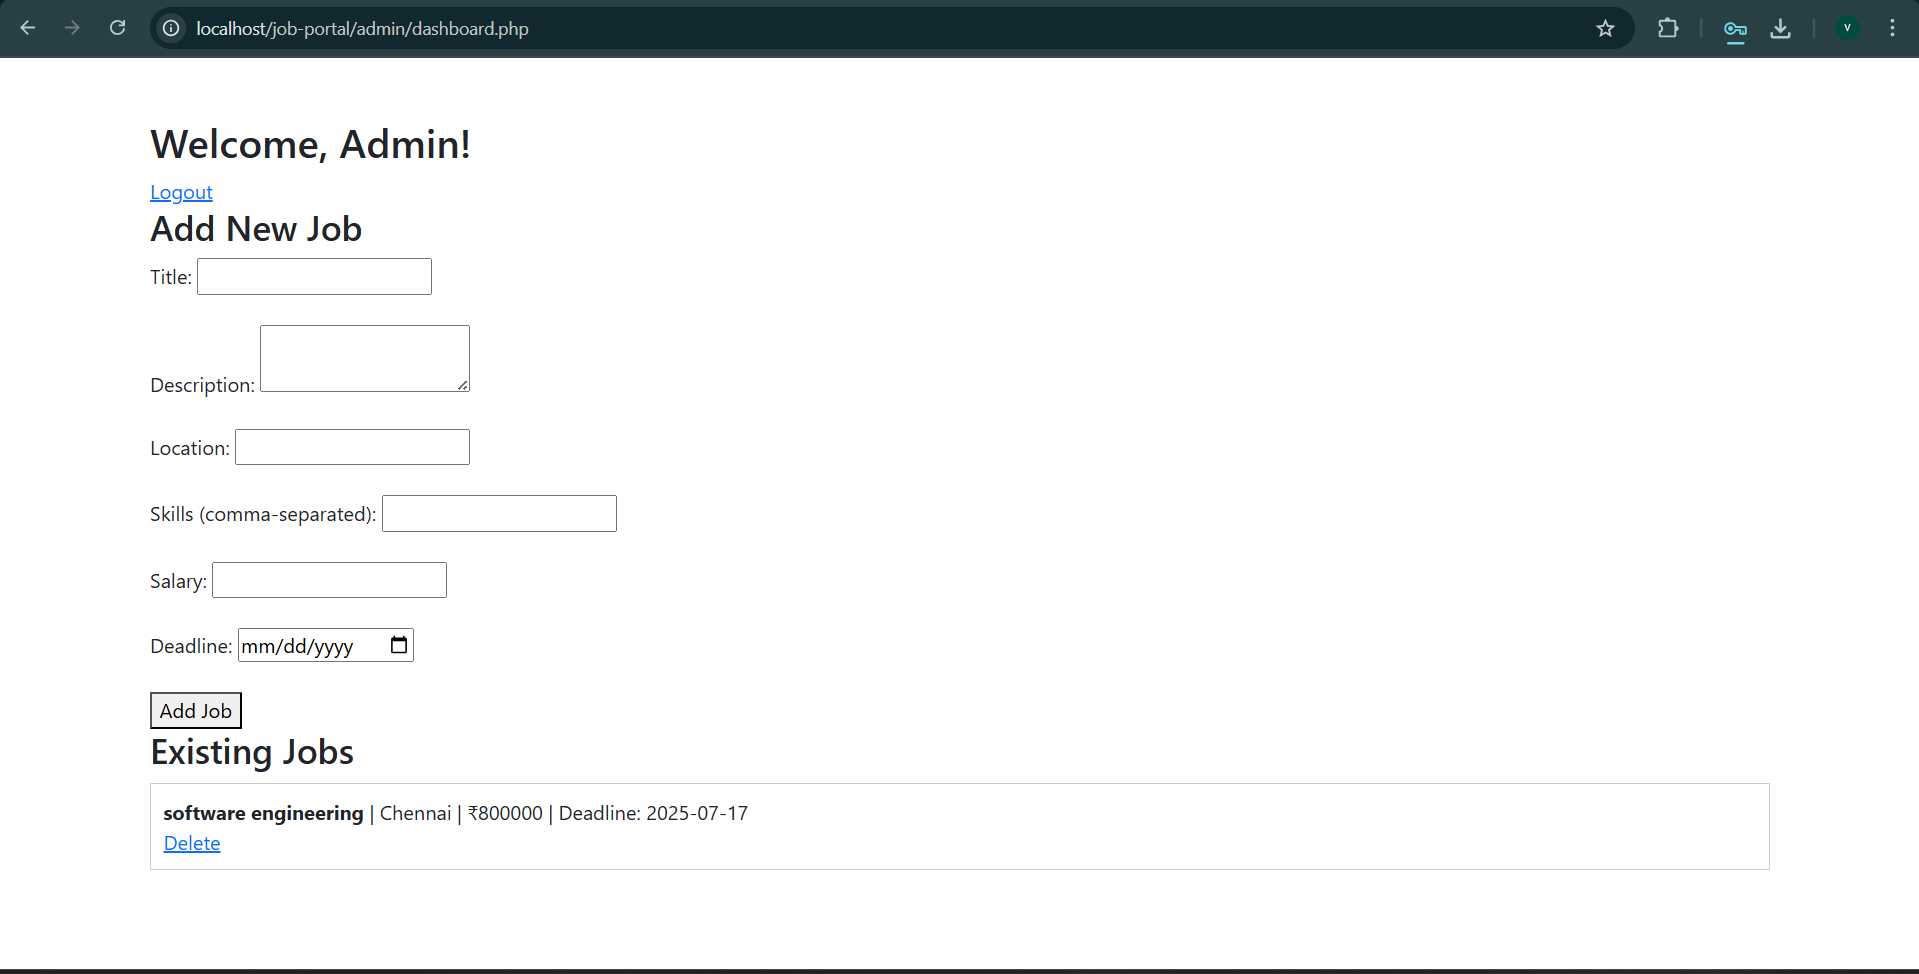 localhost/job-portal/admin/dashboard.php
V
Welcome, Admin!
Logout
Add New Job
Title:
Description:
Location:
Skills (comma-separated):
Salary:
Deadline: mm/dd/yyyy
Add Job
Existing Jobs
software engineering | Chennai | ₹800000 | Deadline: 2025-07-17
Delete